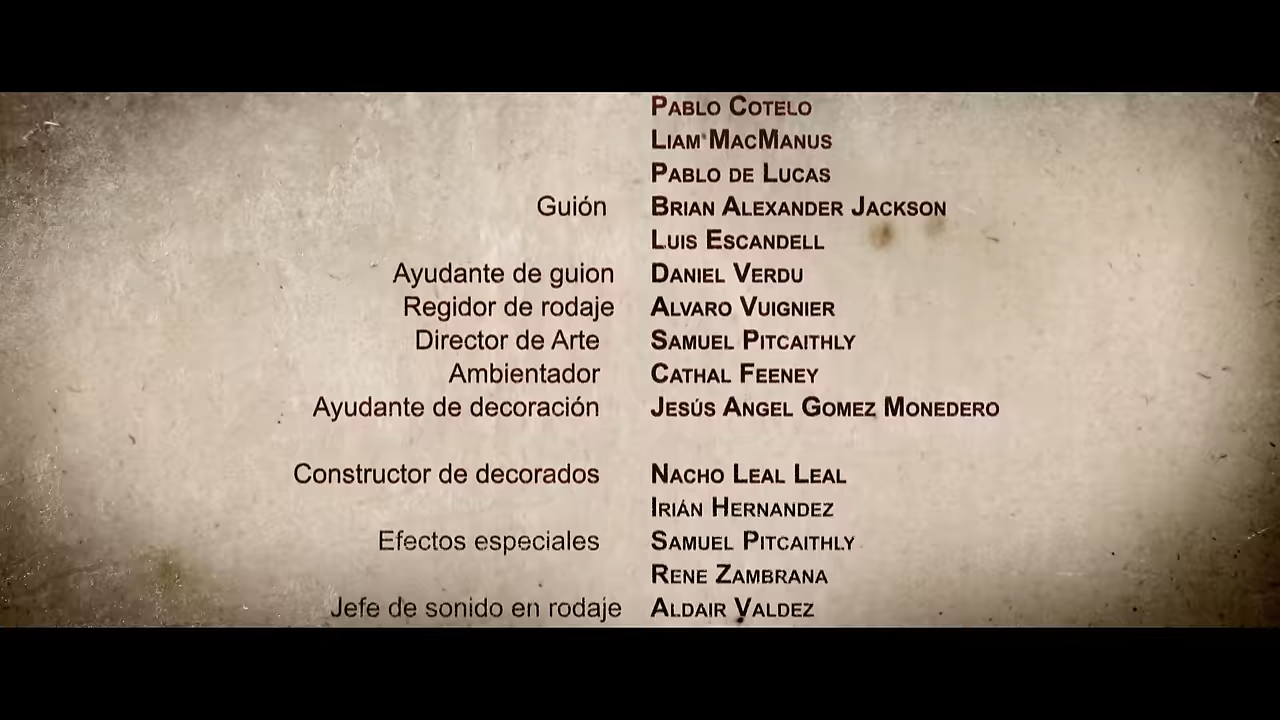 PABLO COTELO
LIAM MACMANUS
PABLO DE LUCAS
Guión BRIAN ALEXANDER JACKSON
LUIS ESCANDELL
Ayudante de guion DANIEL VERDU
Regidor de rodaje ALVARO VUIGNIER
Director de Arte SAMUEL PITCAITHLY
Ambientador CATHAL FEENEY
Ayudante de decoración JESÚS ANGEL GOMEZ MONEDERO
Constructor de decorados NACHO LEAL LEAL
IRIÁN HERNANDEZ
Efectos especiales SAMUEL PITCAITHLY
RENE ZAMBRANA
Jefe de sonido en rodaje ALDAIR VALDEZ